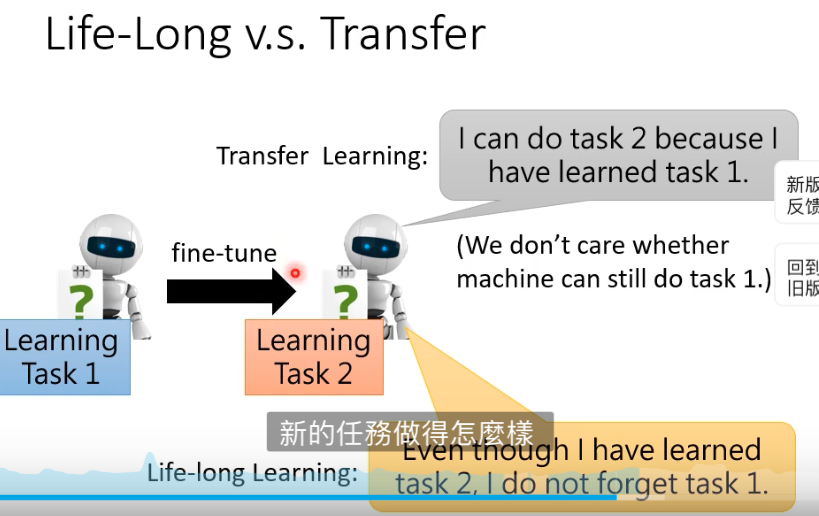 Life-Long v.s. Transfer
Transfer Learning:
I can do task 2 because I
have learned task 1.
新版
反馈
fine-tune
(We don't care whether
machine can still do task 1.)
回到
旧版
?
?
Learning
Task 1
Learning
Task 2
新的任務做得怎麼樣
Life-long Learning:
Even though I have learned
task 2, I do not forget task 1.